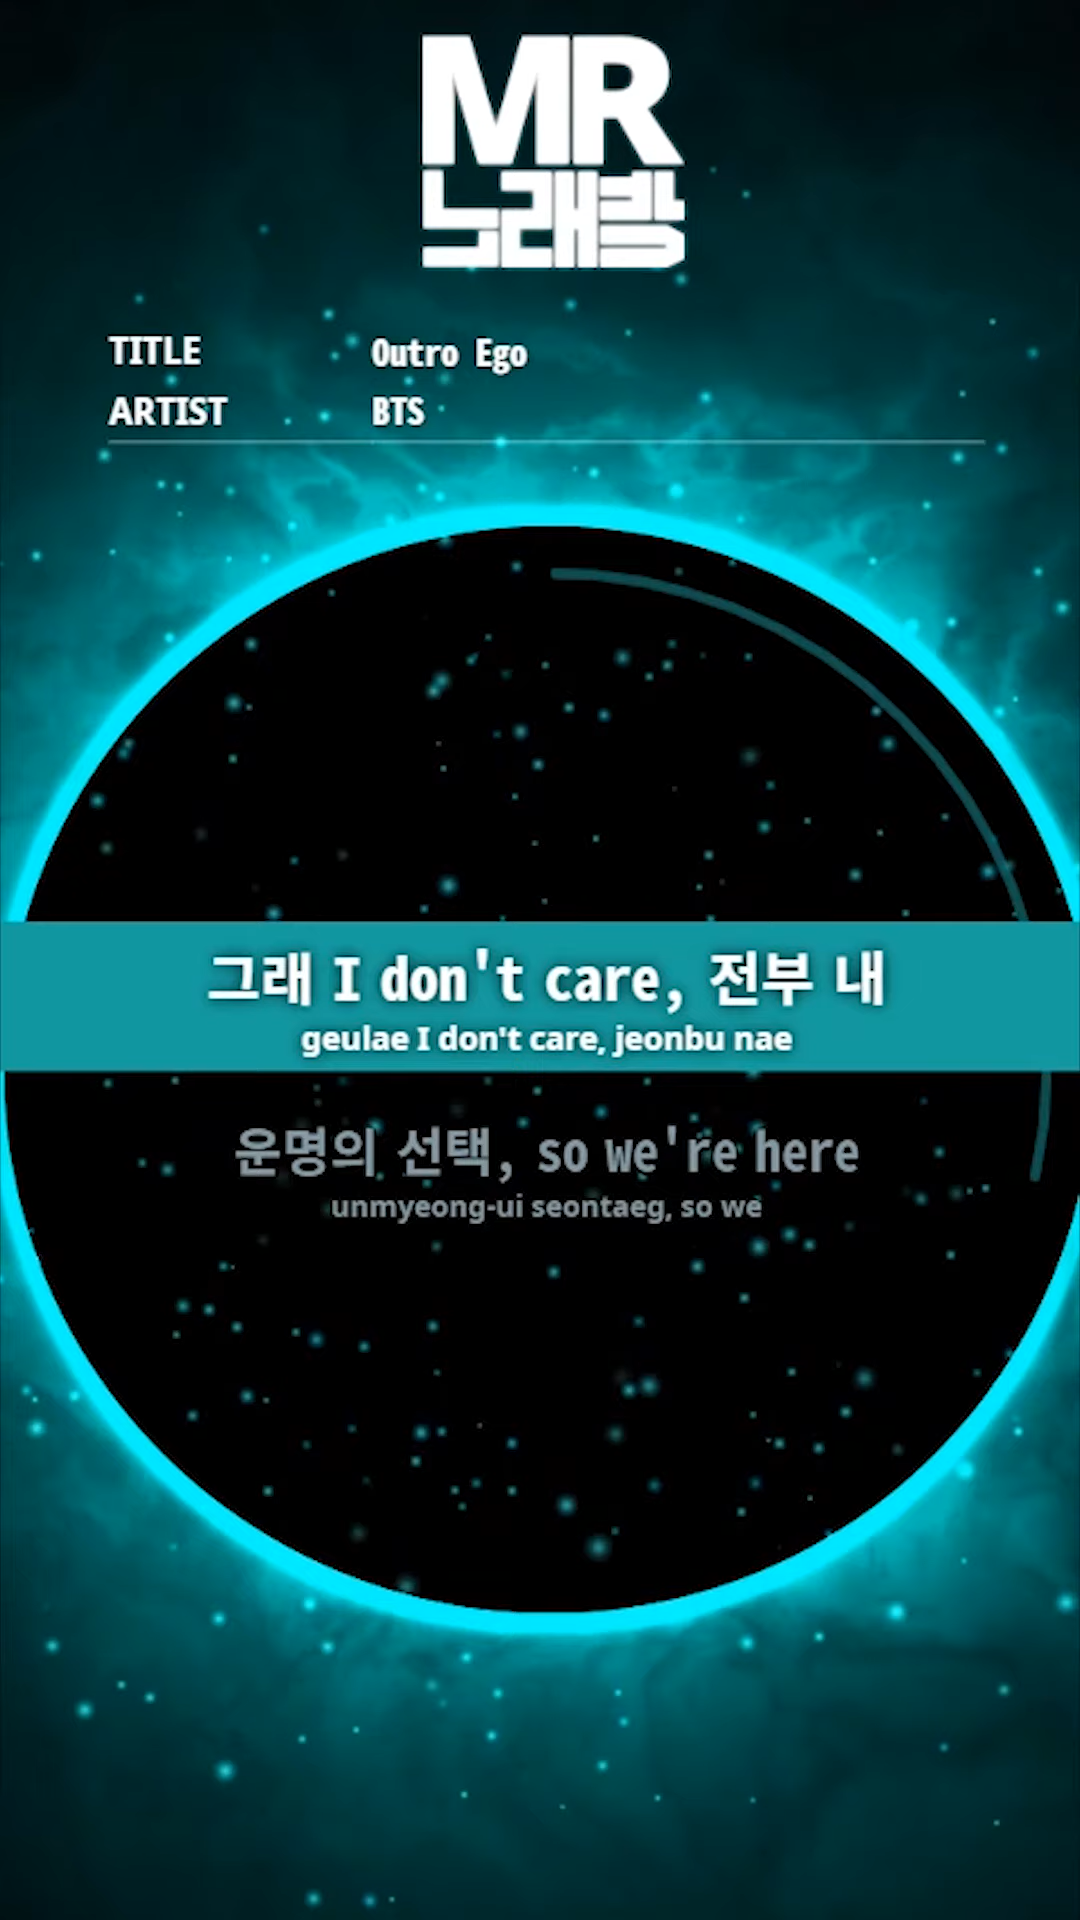 MR
노래방
TITLE Outro Ego
ARTIST BTS
그래 I don't care, 전부 내
geulae I don't care, jeonbu nae
운명의 선택, so we're here
unmyeong-ui seontaeg, so we